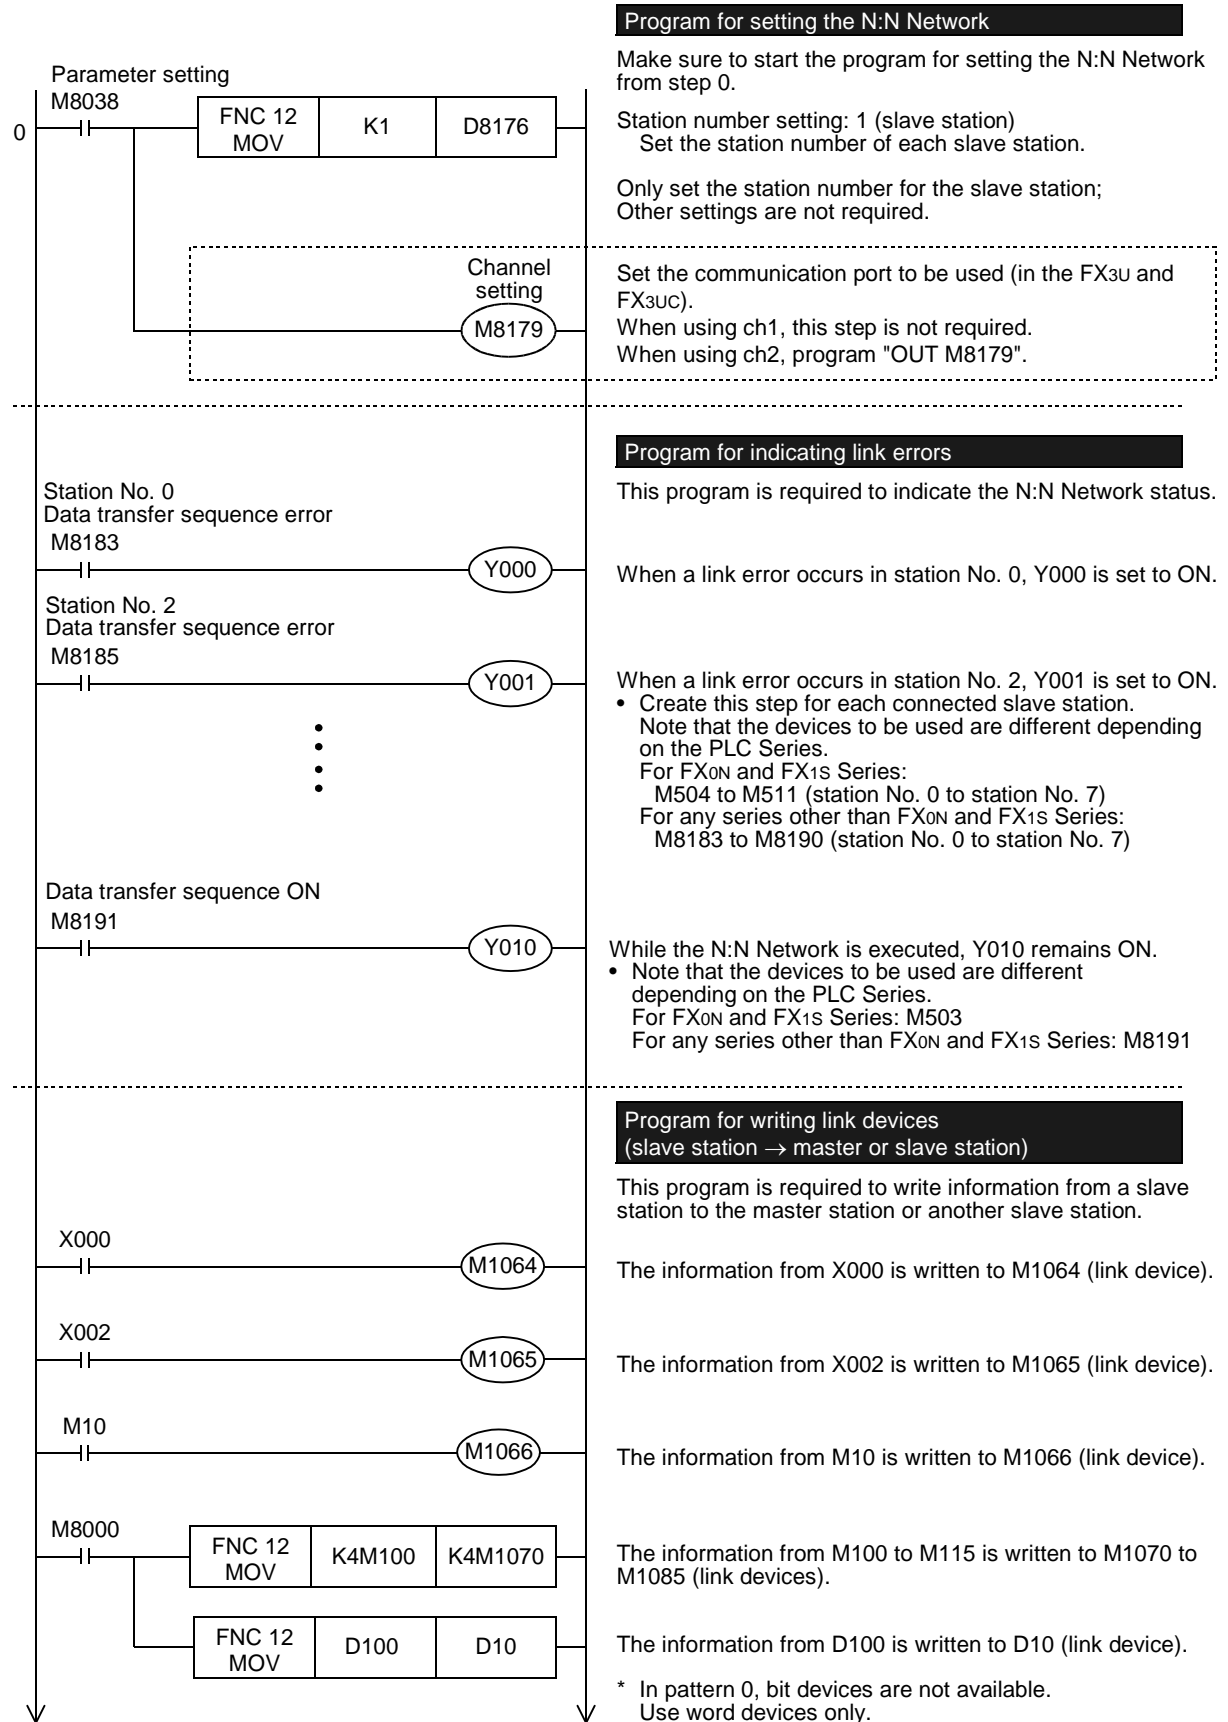 Program for setting the N:N Network
Make sure to start the program for setting the N:N Network
from step 0.
Parameter setting
M8038
0
FNC 12
MOV
K1
D8176
Station number setting: 1 (slave station)
Set the station number of each slave station.
Only set the station number for the slave station;
Other settings are not required.
Channel
setting
M8179
Set the communication port to be used (in the FX3U and
FX3UC).
When using ch1, this step is not required.
When using ch2, program "OUT M8179".
Program for indicating link errors
This program is required to indicate the N:N Network status.
Station No. 0
Data transfer sequence error
M8183
Y000
When a link error occurs in station No. 0, Y000 is set to ON.
Station No. 2
Data transfer sequence error
M8185
Y001
When a link error occurs in station No. 2, Y001 is set to ON.
• Create this step for each connected slave station.
Note that the devices to be used are different depending
on the PLC Series.
For FX0N and FX1S Series:
M504 to M511 (station No. 0 to station No. 7)
For any series other than FX0N and FX1S Series:
M8183 to M8190 (station No. 0 to station No. 7)
Data transfer sequence ON
M8191
Y010
While the N:N Network is executed, Y010 remains ON.
• Note that the devices to be used are different
depending on the PLC Series.
For FX0N and FX1S Series: M503
For any series other than FX0N and FX1S Series: M8191
Program for writing link devices
(slave station → master or slave station)
This program is required to write information from a slave
station to the master station or another slave station.
X000
M1064
The information from X000 is written to M1064 (link device).
X002
M1065
The information from X002 is written to M1065 (link device).
M10
M1066
The information from M10 is written to M1066 (link device).
M8000
FNC 12
MOV
K4M100
K4M1070
The information from M100 to M115 is written to M1070 to
M1085 (link devices).
FNC 12
MOV
D100
D10
The information from D100 is written to D10 (link device).
* In pattern 0, bit devices are not available.
Use word devices only.